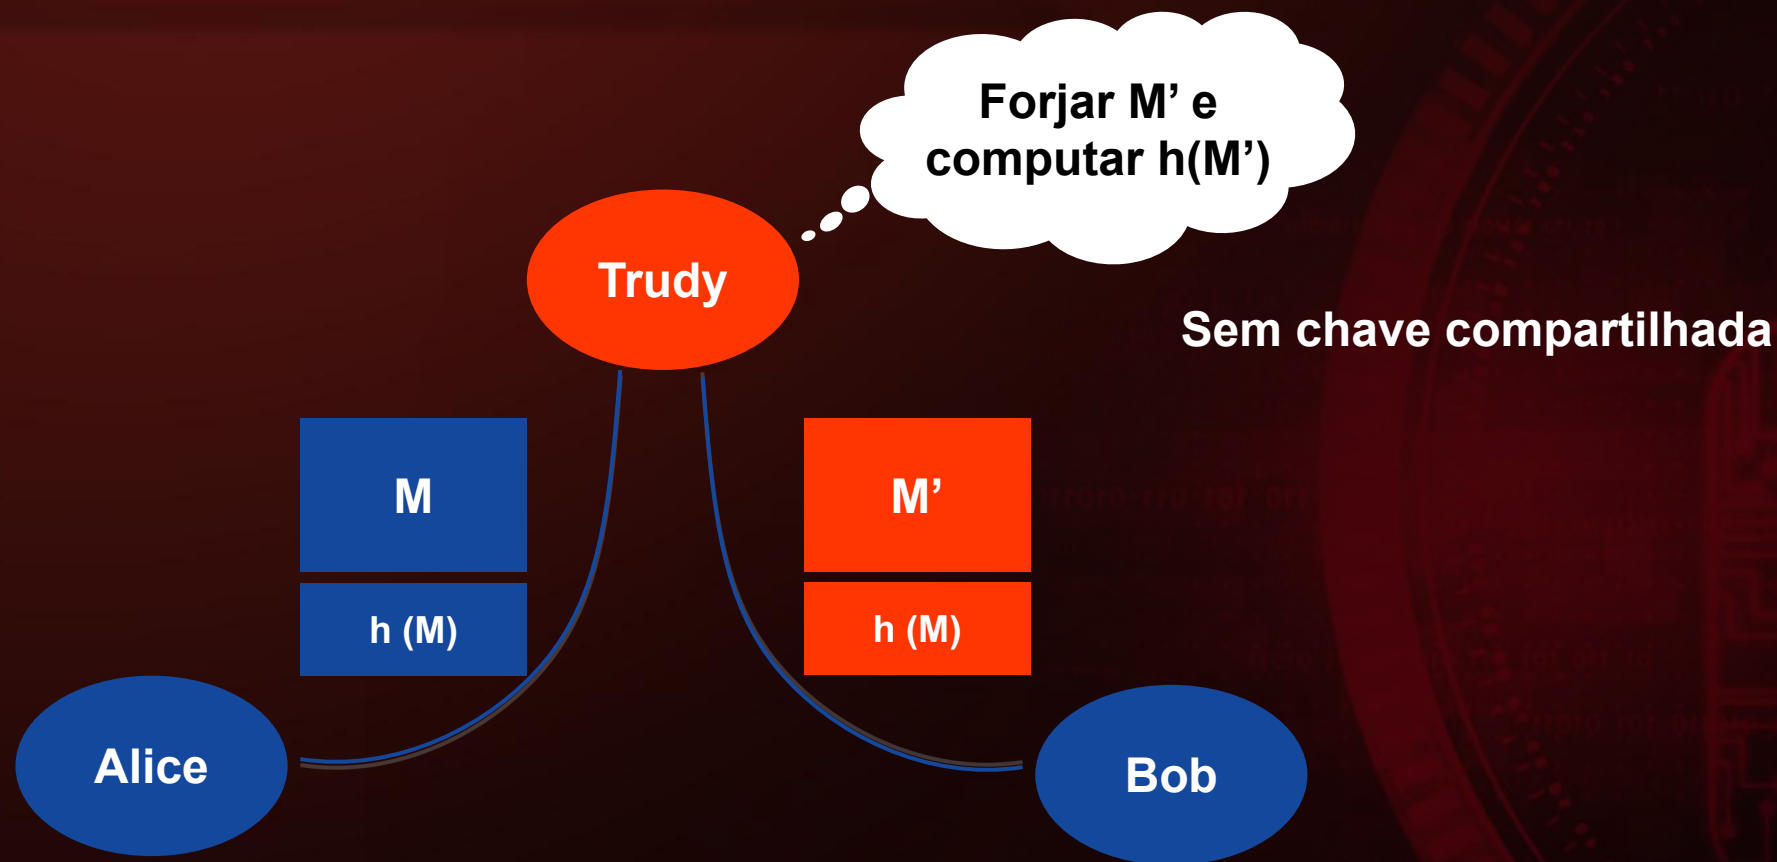 Forjar M’ e
computar h(M’)
Trudy
Sem chave compartilhada
M
M’
h (M)
h (M)
Alice
Bob